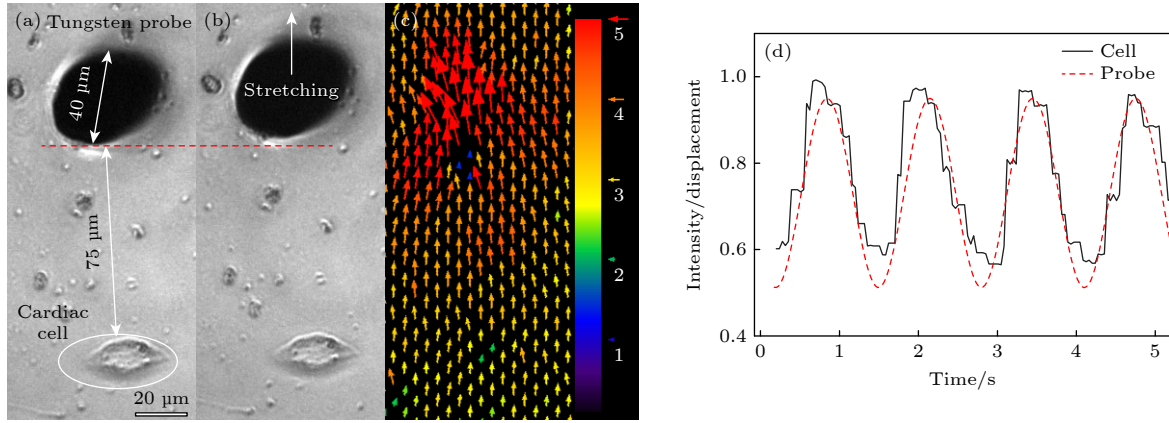 (a) Tungsten probe (b)
(c)
40 µm
Stretching
75 µm
Cardiac
cell
20 µm
5
4
3
2
1
(d)
Cell
Probe
Intensity/displacement
1.0
0.8
0.6
0.4
0 1 2 3 4 5
Time/s